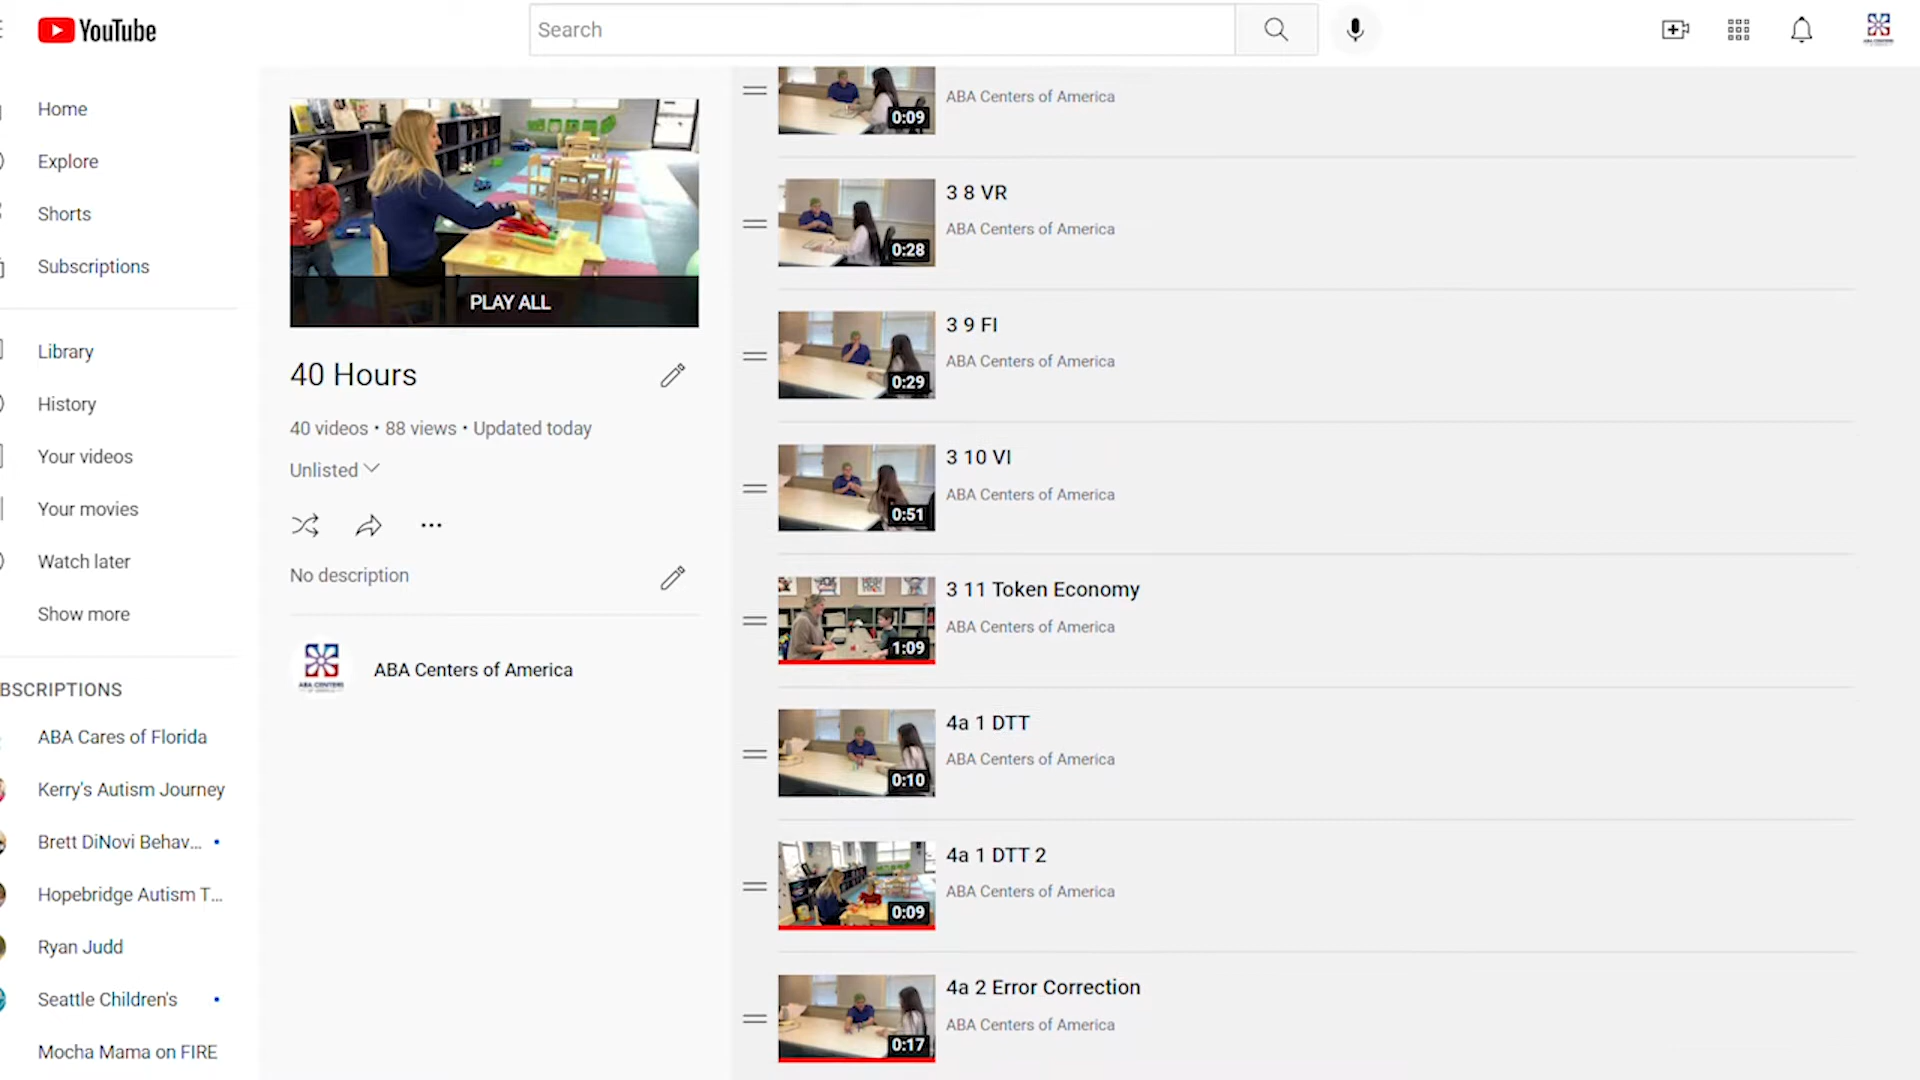 YouTube
Search
Home
Explore
Shorts
Subscriptions
Library
History
Your videos
Your movies
Watch later
Show more
BSCRIPTIONS
ABA Cares of Florida
Kerry's Autism Journey
Brett DiNovi Behav...
Hopebridge Autism T...
Ryan Judd
Seattle Children's
Mocha Mama on FIRE
PLAY ALL
40 Hours
40 videos • 88 views • Updated today
Unlisted
No description
ABA CENTERS
ABA Centers of America
0:09
ABA Centers of America
0:28
3 8 VR
ABA Centers of America
0:29
3 9 FI
ABA Centers of America
0:51
3 10 VI
ABA Centers of America
1:09
3 11 Token Economy
ABA Centers of America
0:10
4a 1 DTT
ABA Centers of America
0:09
4a 1 DTT 2
ABA Centers of America
0:17
4a 2 Error Correction
ABA Centers of America